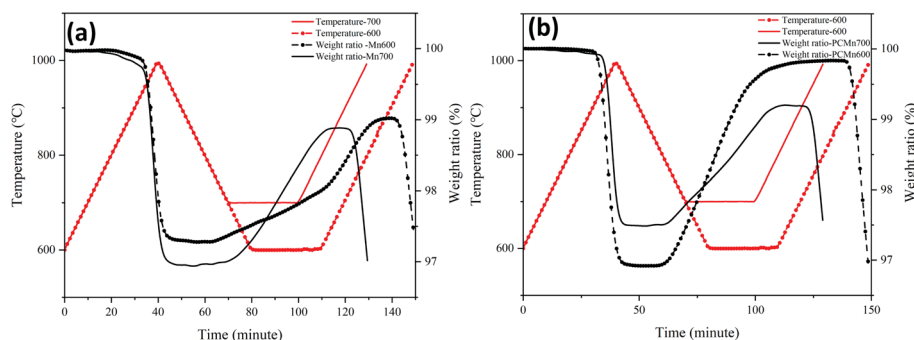 (a)
Temperature-700
Temperature-600
Weight ratio -Mn600
Weight ratio-Mn700
1000
800
600
Temperature (℃)
100
99
98
97
Weight ratio (%)
0 20 40 60 80 100 120 140
Time (minute)
(b)
Temperature-600
Temperature-600
Weight ratio-PCMn700
Weight ratio-PCMn600
1000
800
600
Temperature (℃)
100
99
98
97
Weight ratio (%)
0 50 100 150
Time (minute)